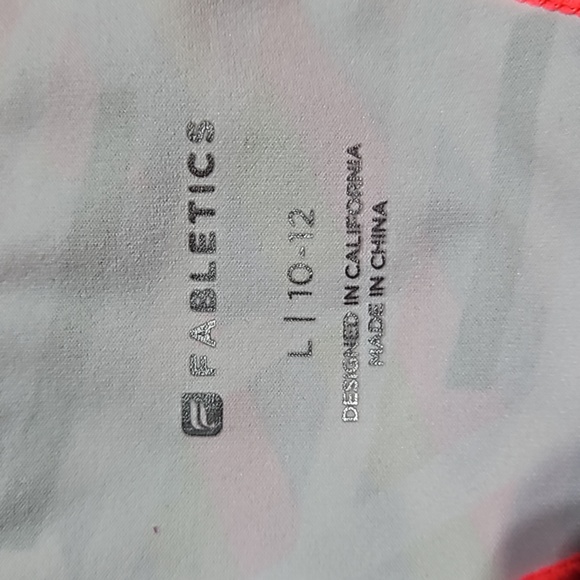 FABLETICS
L | 10-12
DESIGNED IN CALIFORNIA
MADE IN CHINA